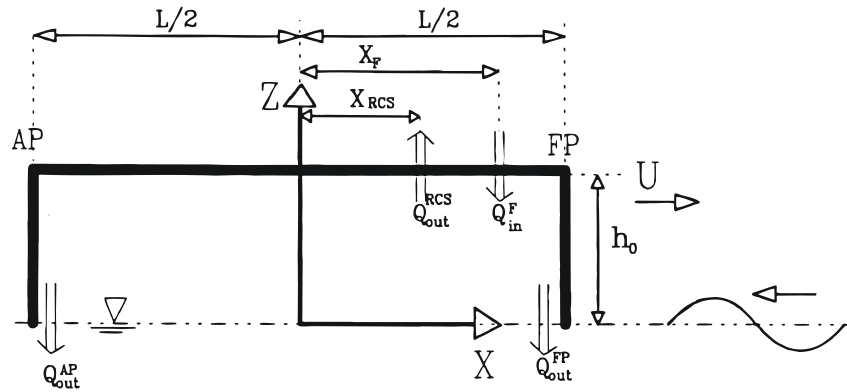 L/2 L/2
X_F
Z X_RCS
AP FP
U
Q_out^RCS Q_in^F
h_0
X
Q_out^AP Q_out^FP